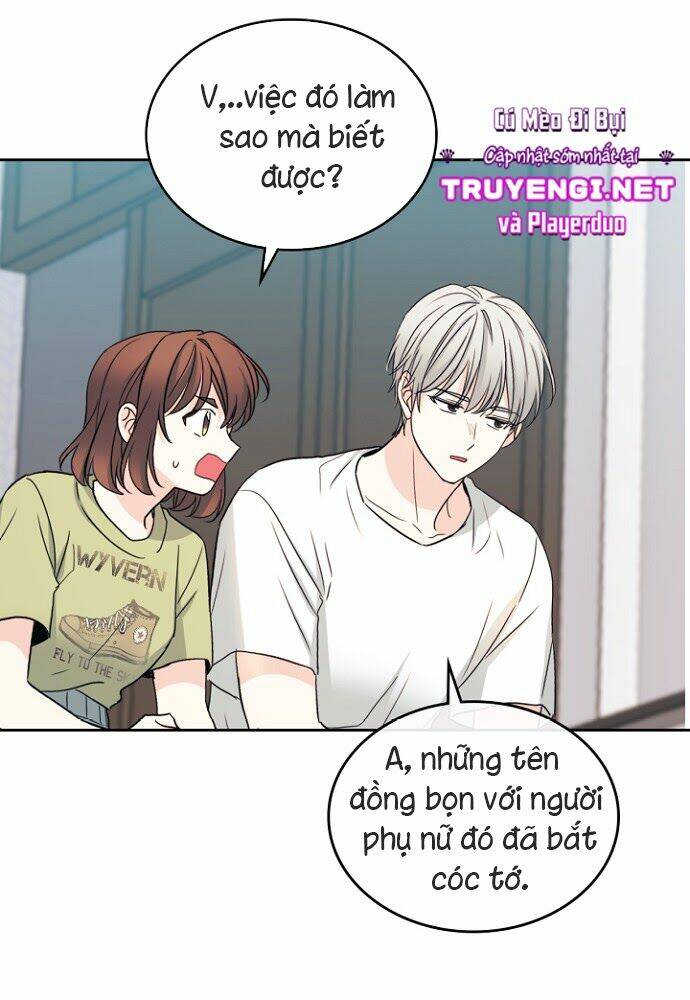 V,..việc đó làm
sao mà biết
được?
Cú Mèo Đi Bụi
Cập nhật sớm nhất tại
TRUYENGI.NET
và Playerduo
WYVERN
FLY TO THE
A, những tên
đồng bọn với người
phụ nữ đó đã bắt
cóc tớ.